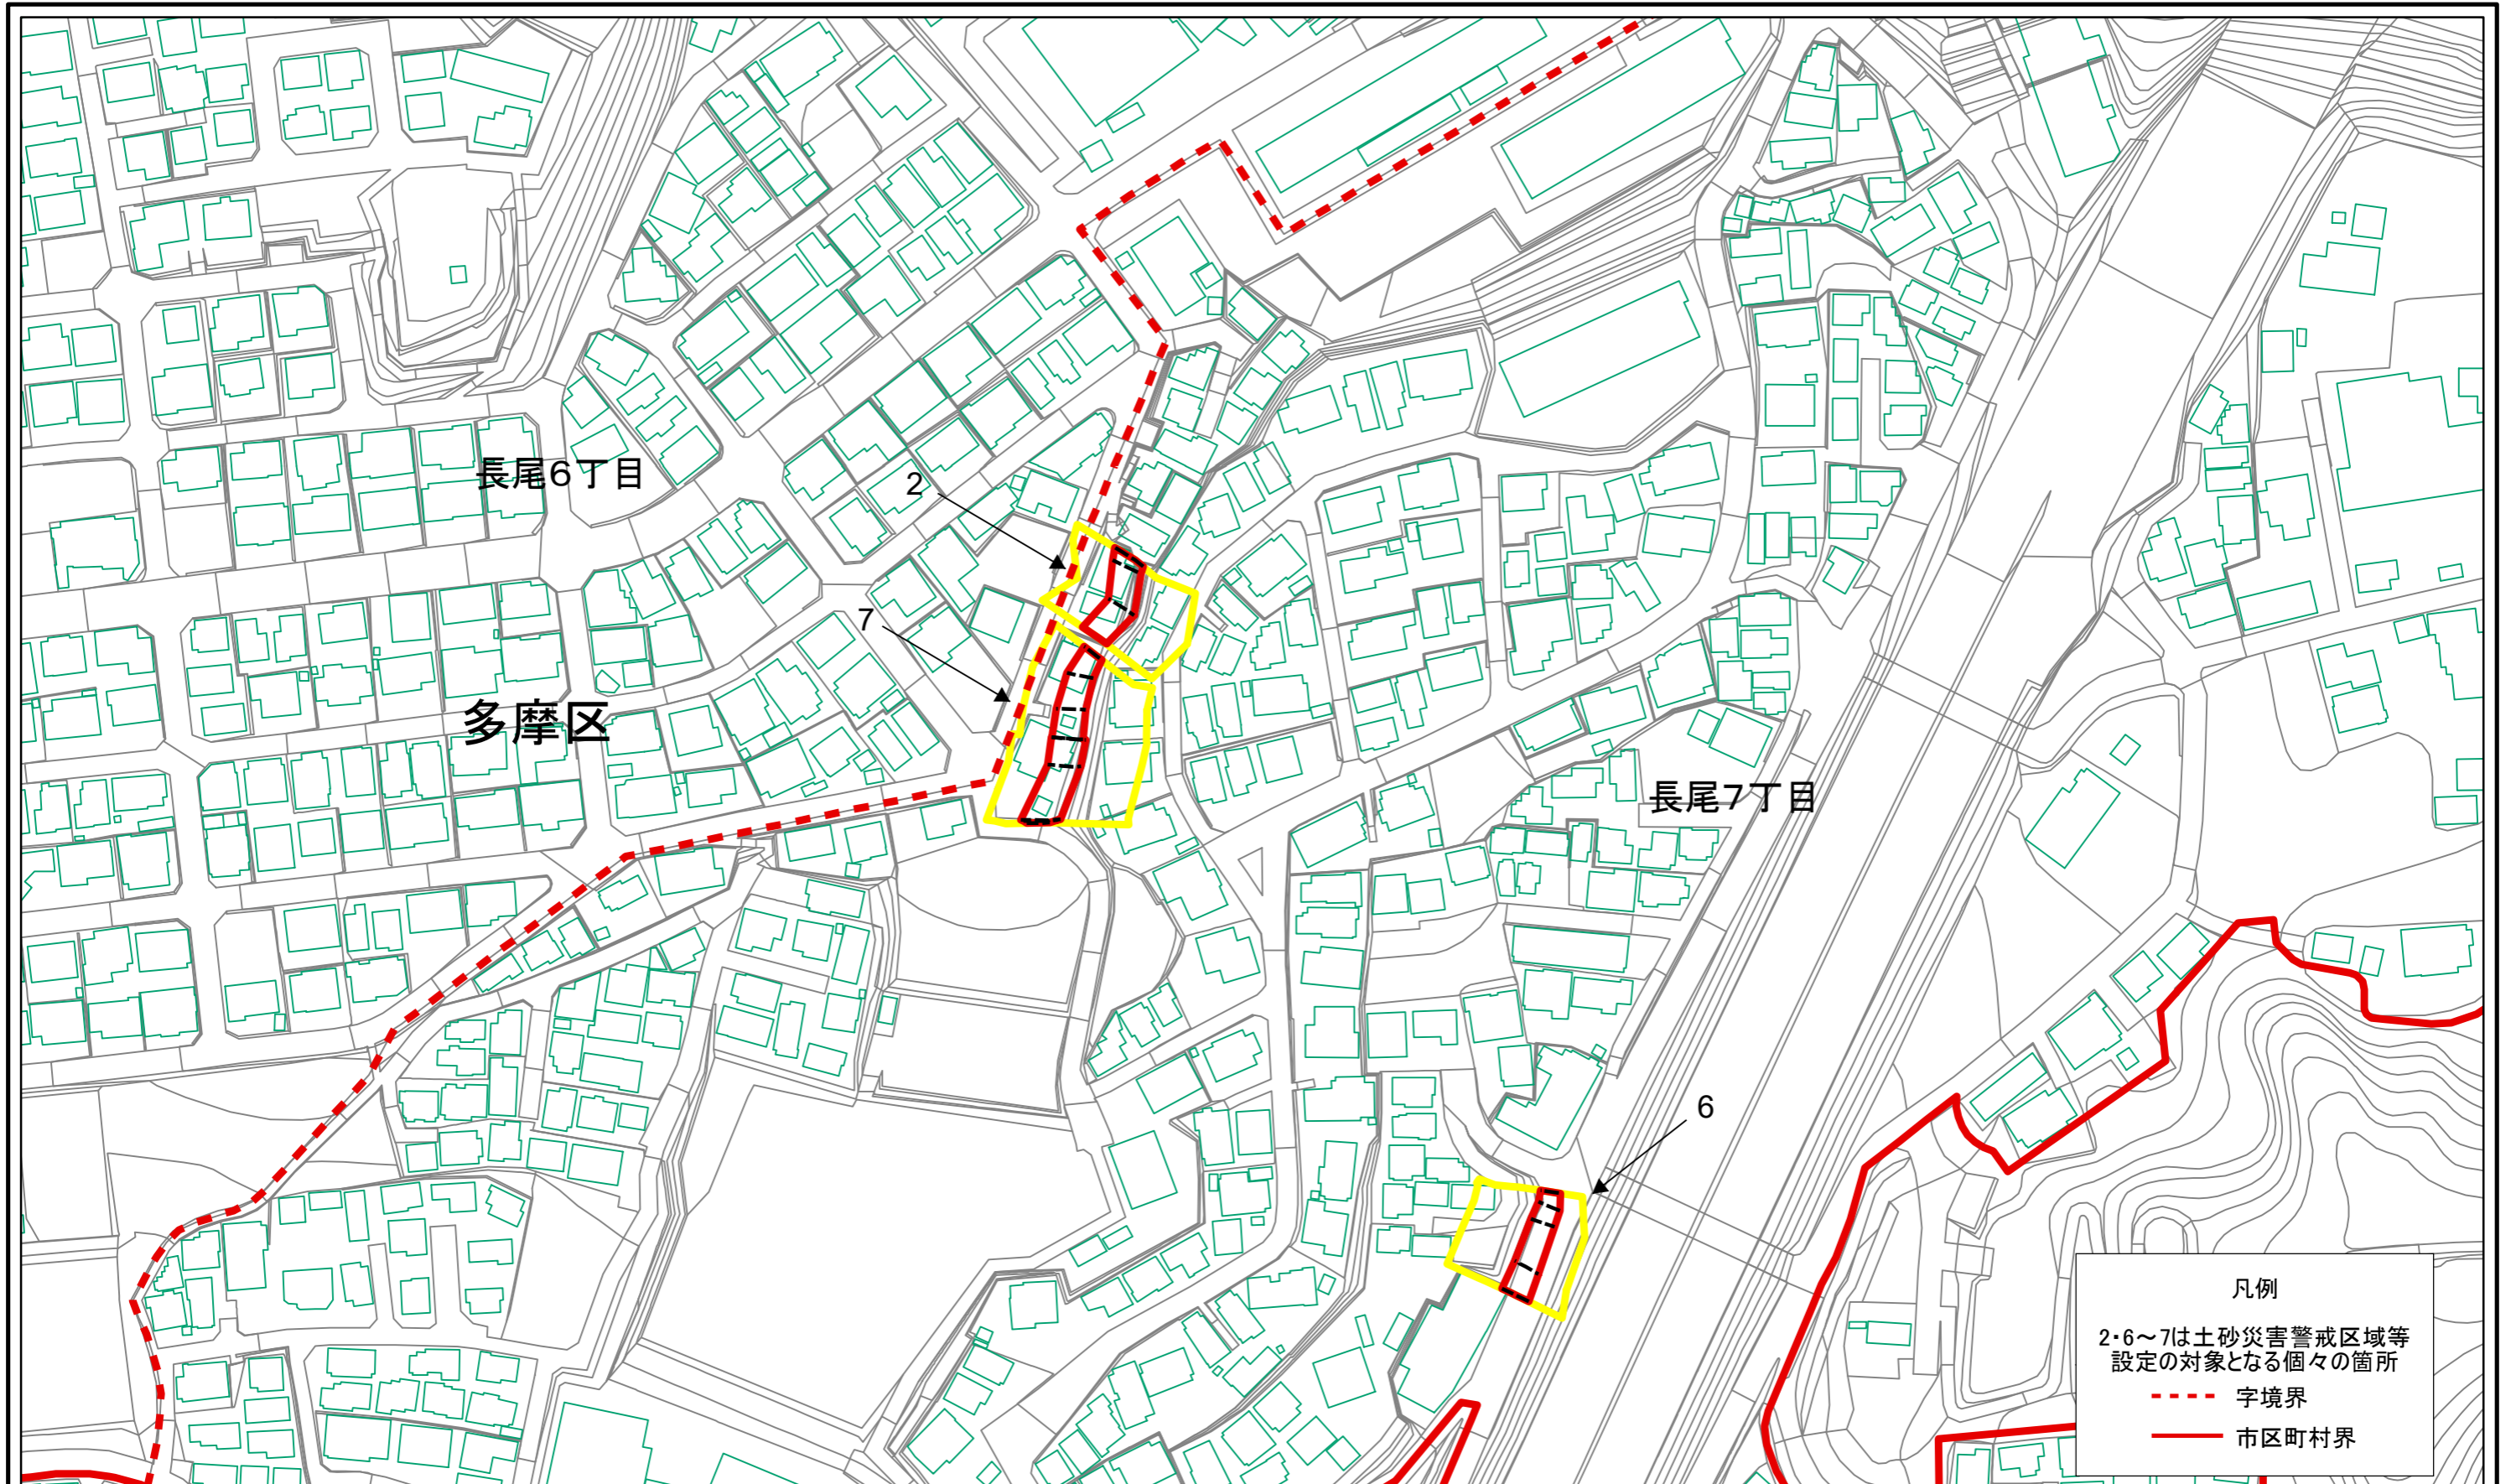 長尾6丁目
2
7
多摩区
長尾7丁目
6
凡例
2・6～7は土砂災害警戒区域等
設定の対象となる個々の箇所
字境界
市区町村界